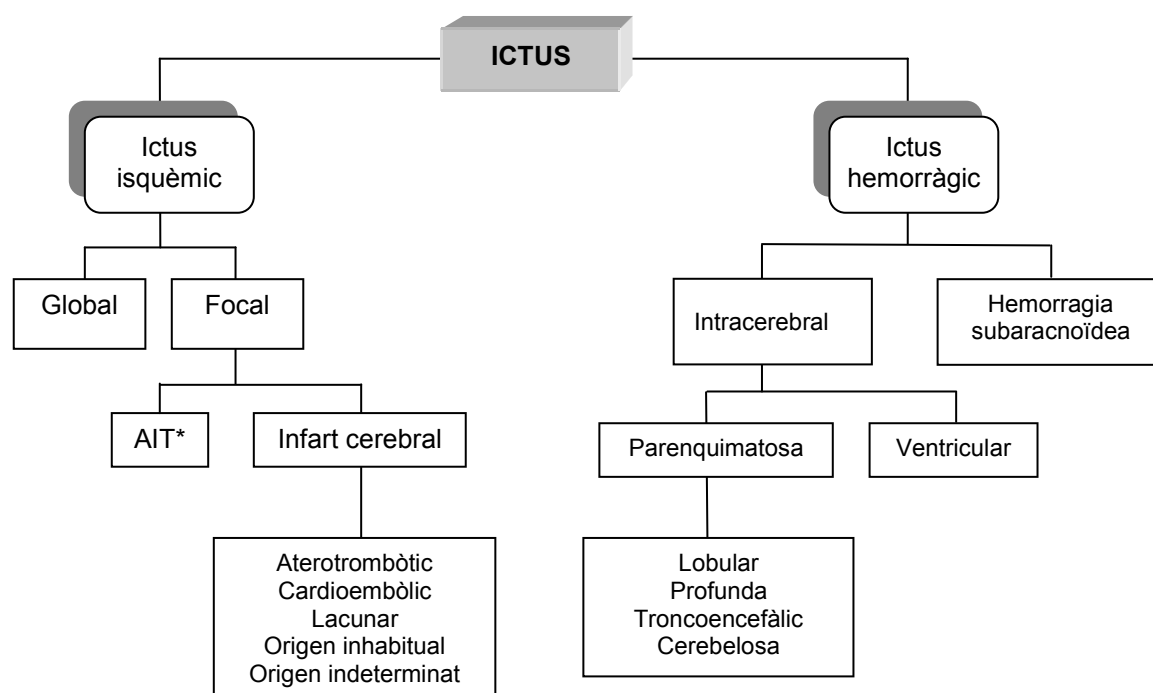 ICTUS
Ictus
isquèmic
Ictus
hemorràgic
Global
Focal
Intracerebral
Hemorragia
subaracnoïdea
AIT*
Infart cerebral
Parenquimatosa
Ventricular
Aterotrombòtic
Cardioembòlic
Lacunar
Origen inhabitual
Origen indeterminat
Lobular
Profunda
Troncoencefàlic
Cerebelosa